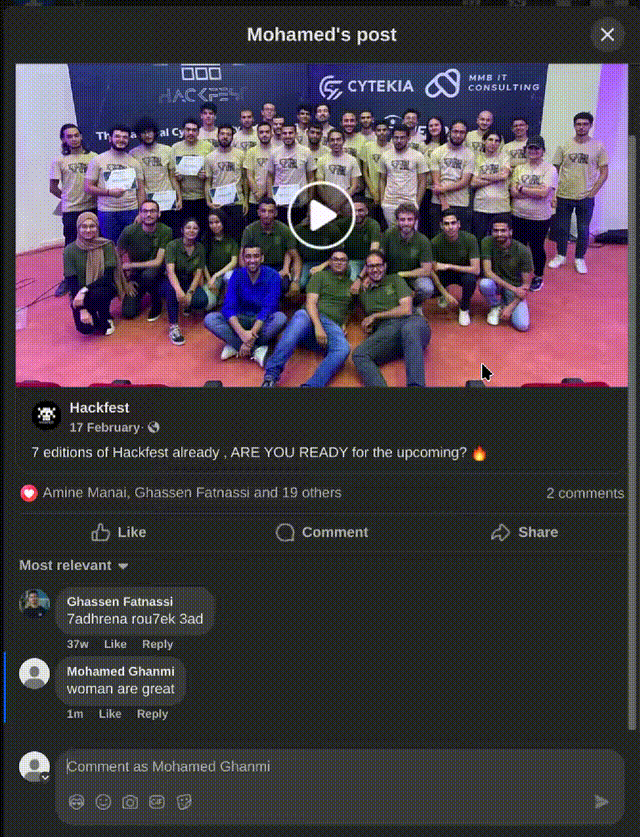 Mohamed's post
HACKFEST
CYTEKIA
MMB IT
CONSULTING
Hackfest
17 February ·
7 editions of Hackfest already , ARE YOU READY for the upcoming? 🔥
Amine Manai, Ghassen Fatnassi and 19 others
2 comments
Like
Comment
Share
Most relevant
Ghassen Fatnassi
7adhrena rou7ek 3ad
37w Like Reply
Mohamed Ghanmi
woman are great
1m Like Reply
Comment as Mohamed Ghanmi
GIF